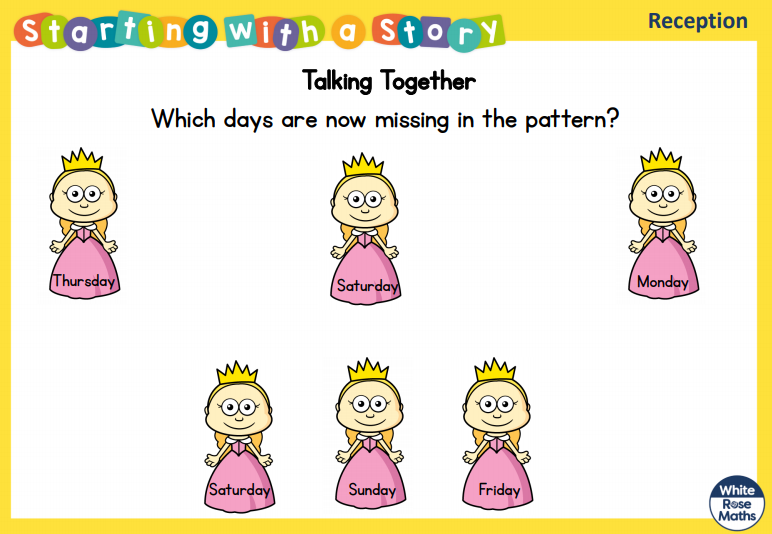 Starting with a Story
Reception
Talking Together
Which days are now missing in the pattern?
Thursday
Saturday
Monday
Saturday
Sunday
Friday
White
Rose
Maths